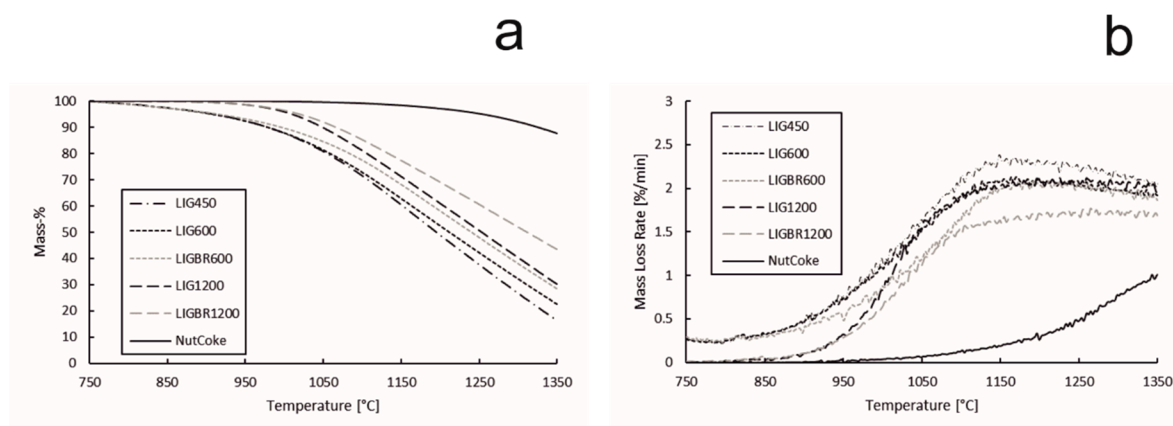 a
100
90
80
70
60
50
40
30
20
10
0
Mass-%
LIG450
LIG600
LIGBR600
LIG1200
LIGBR1200
NutCoke
750 850 950 1050 1150 1250 1350
Temperature [°C]
b
3
2.5
2
1.5
1
0.5
0
Mass Loss Rate [%/min]
LIG450
LIG600
LIGBR600
LIG1200
LIGBR1200
NutCoke
750 850 950 1050 1150 1250 1350
Temperature [°C]